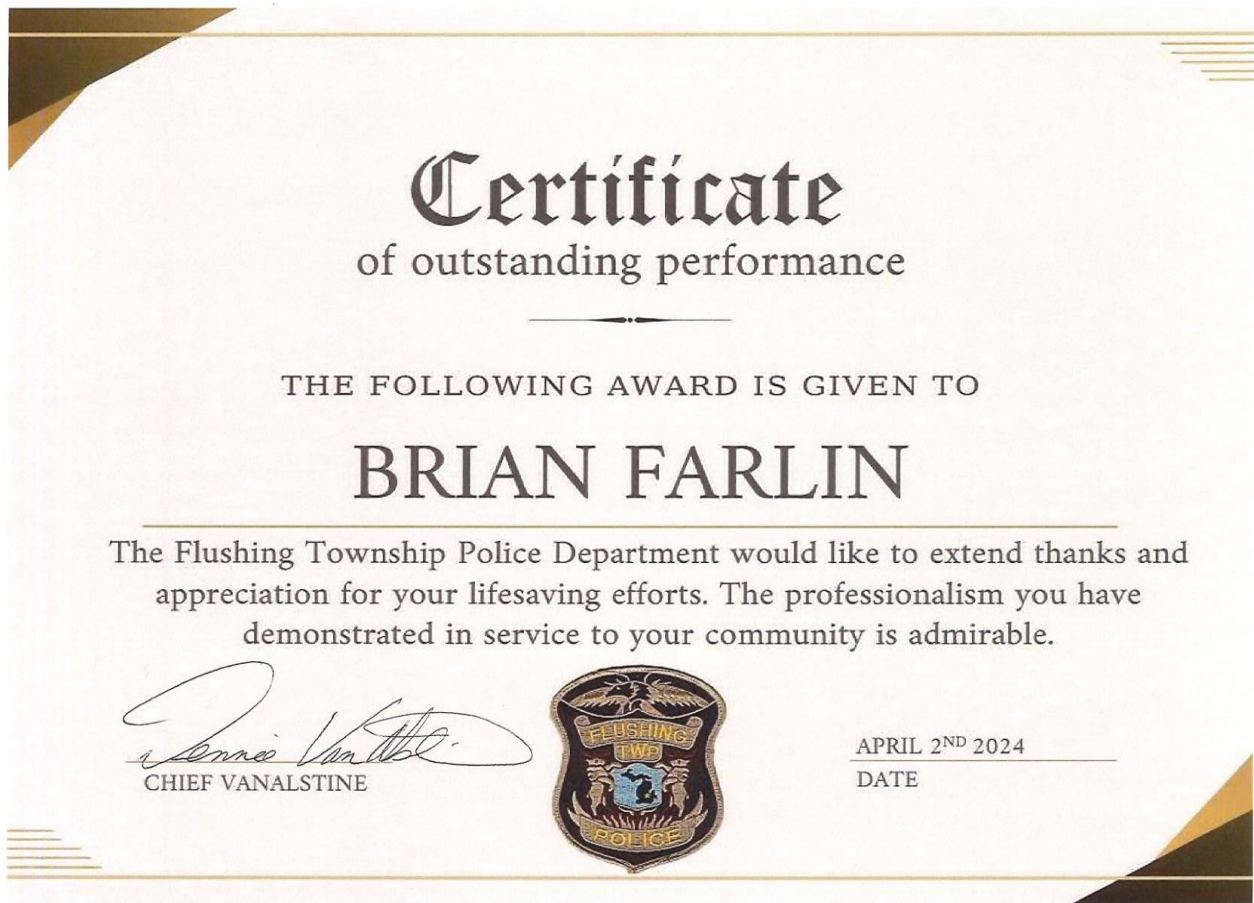 Certificate
of outstanding performance
THE FOLLOWING AWARD IS GIVEN TO
BRIAN FARLIN
The Flushing Township Police Department would like to extend thanks and
appreciation for your lifesaving efforts. The professionalism you have
demonstrated in service to your community is admirable.
FLUSHING
TWP
POLICE
CHIEF VANALSTINE
APRIL 2ND 2024
DATE